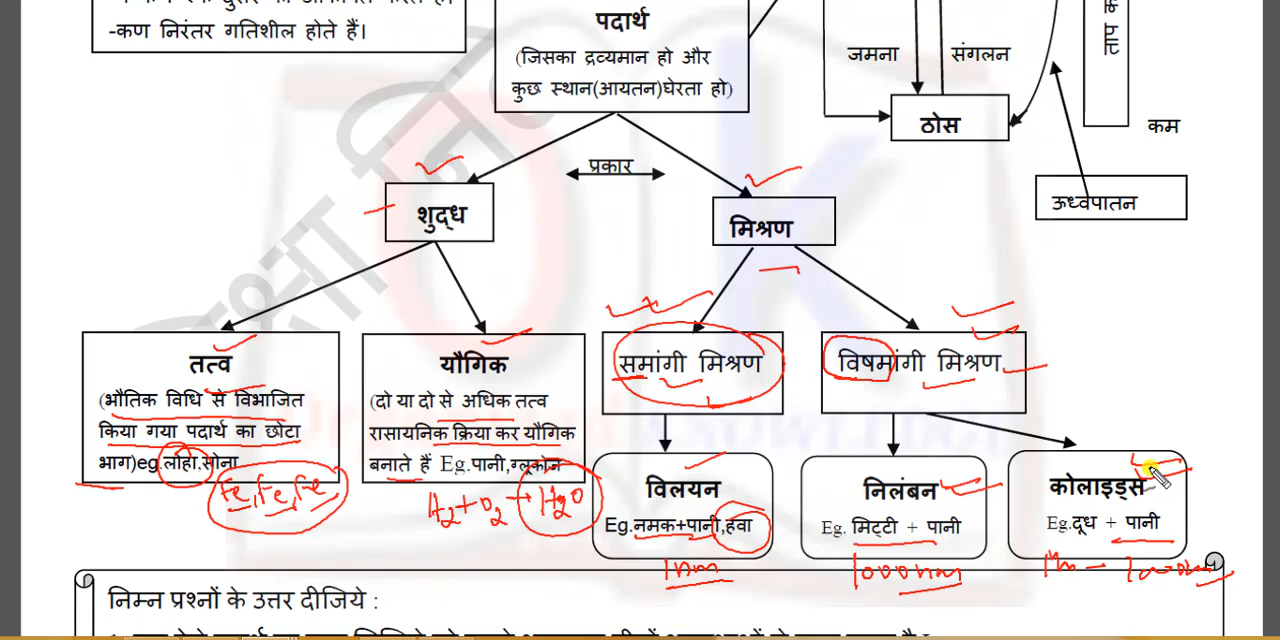 -कण निरंतर गतिशील होते हैं।
पदार्थ
(जिसका द्रव्यमान हो और
कुछ स्थान(आयतन)घेरता हो)
जमना
संगलन
ताप
ठोस
कम
ऊर्ध्वपातन
प्रकार
शुद्ध
मिश्रण
तत्व
(भौतिक विधि से विभाजित
किया गया पदार्थ का छोटा
भाग)eg.लोहा.सोना
Fe, Fe, Fe
यौगिक
(दो या दो से अधिक तत्व
रासायनिक क्रिया कर यौगिक
बनाते हैं Eg.पानी,ग्लूकोज
H2+O2 → H2O
समांगी मिश्रण
विषमांगी मिश्रण
विलयन
Eg.नमक+पानी,हवा
1nm
निलंबन
Eg. मिट्टी + पानी
1000nm
कोलाइड्स
Eg.दूध + पानी
निम्न प्रश्नों के उत्तर दीजिये :